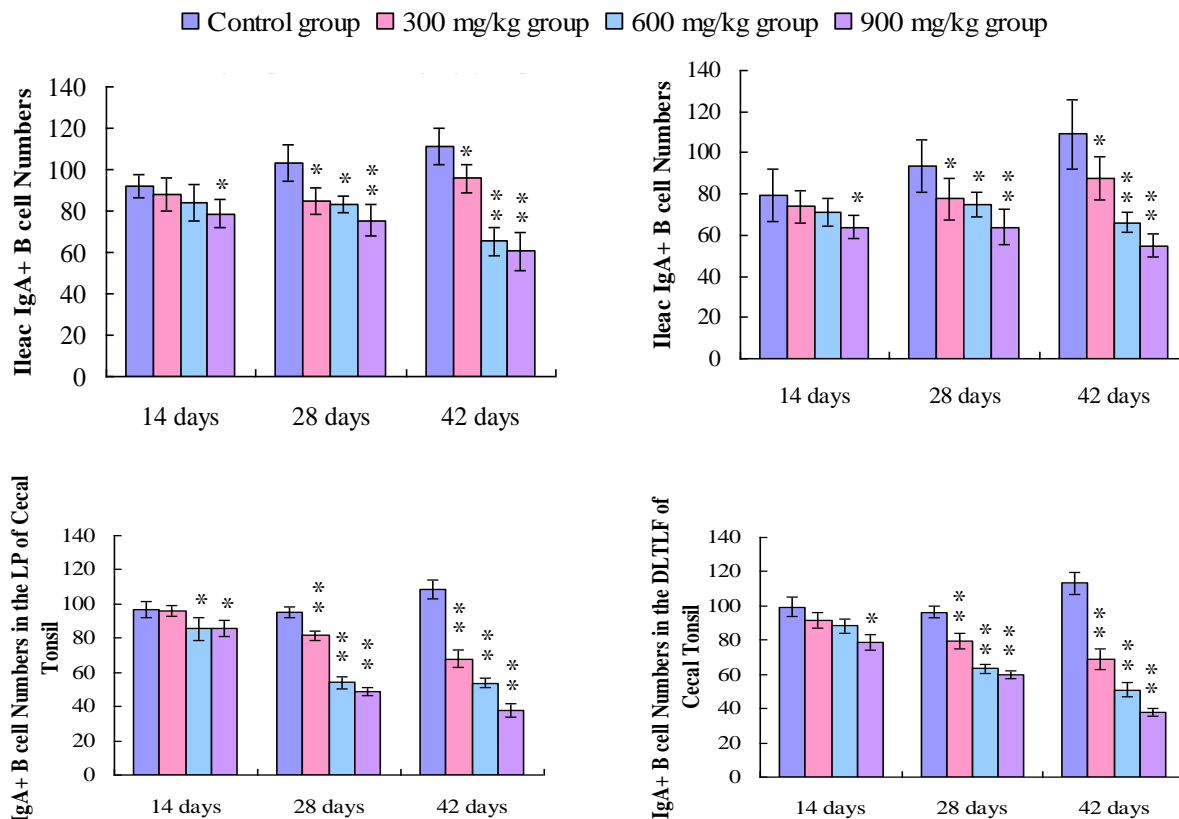 Control group 300 mg/kg group 600 mg/kg group 900 mg/kg group
Ileac IgA+ B cell Numbers
140
120
100
80
60
40
20
0
* * * ** * ** **
14 days 28 days 42 days
Ileac IgA+ B cell Numbers
140
120
100
80
60
40
20
0
* * * ** * ** **
14 days 28 days 42 days
IgA+ B cell Numbers in the LP of Cecal
Tonsil
140
120
100
80
60
40
20
0
* * ** ** ** ** ** **
14 days 28 days 42 days
IgA+ B cell Numbers in the DLTLF of
Cecal Tonsil
140
120
100
80
60
40
20
0
* ** ** ** ** ** **
14 days 28 days 42 days